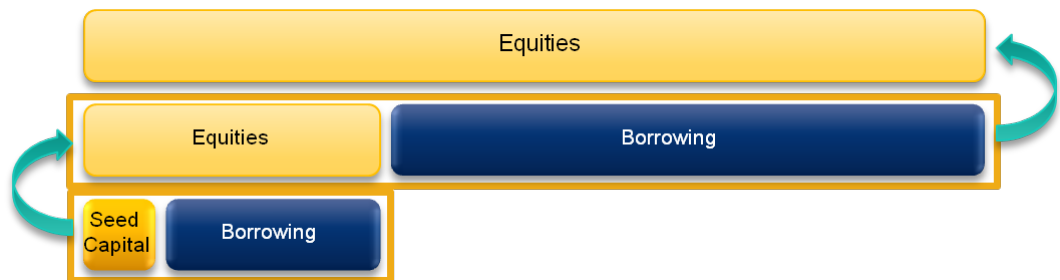 Equities
Equities
Borrowing
Seed
Capital
Borrowing